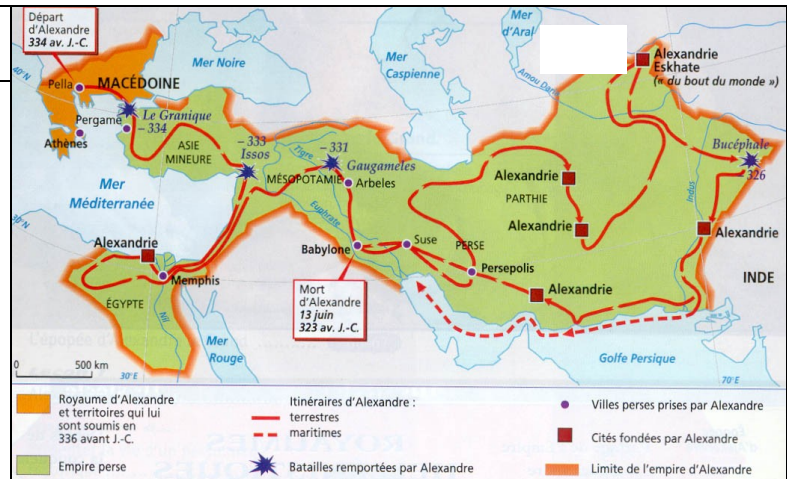 Départ
d'Alexandre
334 av. J.-C.
Mer
d'Aral
Mer Noire
Mer
Caspienne
Alexandrie
Eskhate
(« du bout du monde »)
Amou Daria
40°N
Pella
MACÉDOINE
Pergame
Le Granique
- 334
Athènes
ASIE
MINEURE
- 333
Issos
Tigre
- 331
Gaugameles
MÉSOPOTAMIE
Arbeles
Bucéphale
326
Mer
Méditerranée
Alexandrie
PARTHIE
Indus
Euphrate
30°N
Alexandrie
Alexandrie
Alexandrie
Babylone
Suse
PERSE
Persepolis
Memphis
INDE
Mort
d'Alexandre
13 juin
323 av. J.-C.
Alexandrie
ÉGYPTE
Nil
Mer
Rouge
Golfe Persique
0 500 km
30°E
70°E
Royaume d'Alexandre
et territoires qui lui
sont soumis en
336 avant J.-C.
Empire perse
Itinéraires d'Alexandre :
terrestres
maritimes
Batailles remportées par Alexandre
Villes perses prises par Alexandre
Cités fondées par Alexandre
Limite de l'empire d'Alexandre